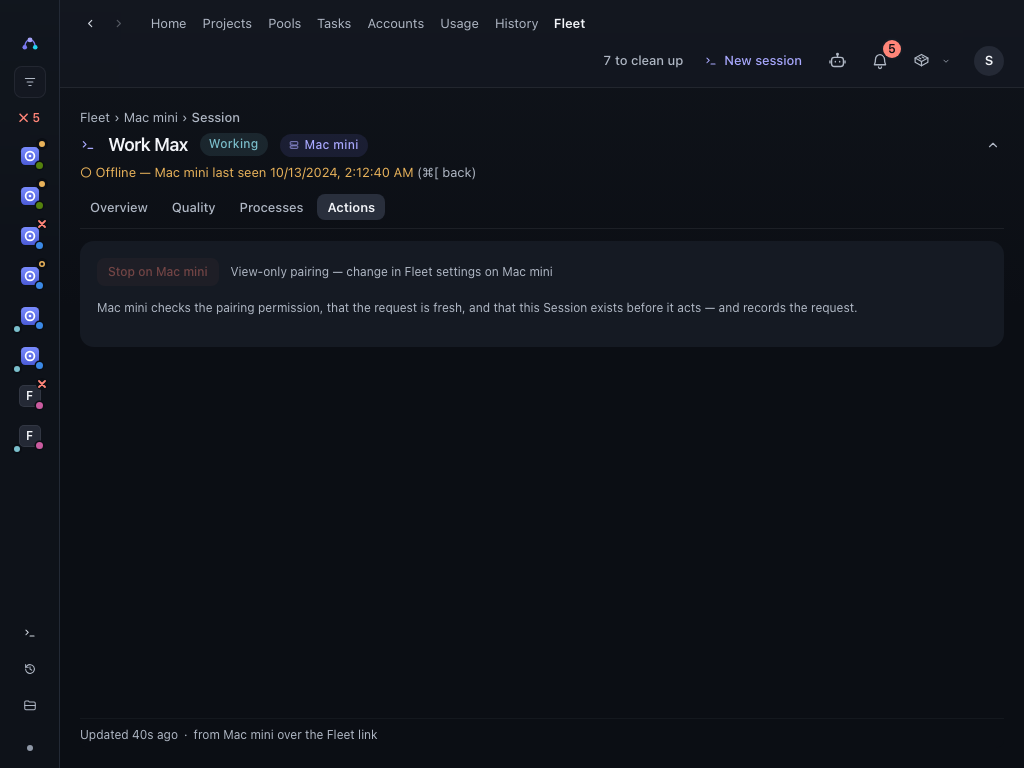 Home Projects Pools Tasks Accounts Usage History Fleet
7 to clean up New session 5 S
5
Fleet › Mac mini › Session
Work Max Working Mac mini
Offline — Mac mini last seen 10/13/2024, 2:12:40 AM (⌘[ back)
Overview Quality Processes Actions
Stop on Mac mini View-only pairing — change in Fleet settings on Mac mini
Mac mini checks the pairing permission, that the request is fresh, and that this Session exists before it acts — and records the request.
F
F
Updated 40s ago · from Mac mini over the Fleet link